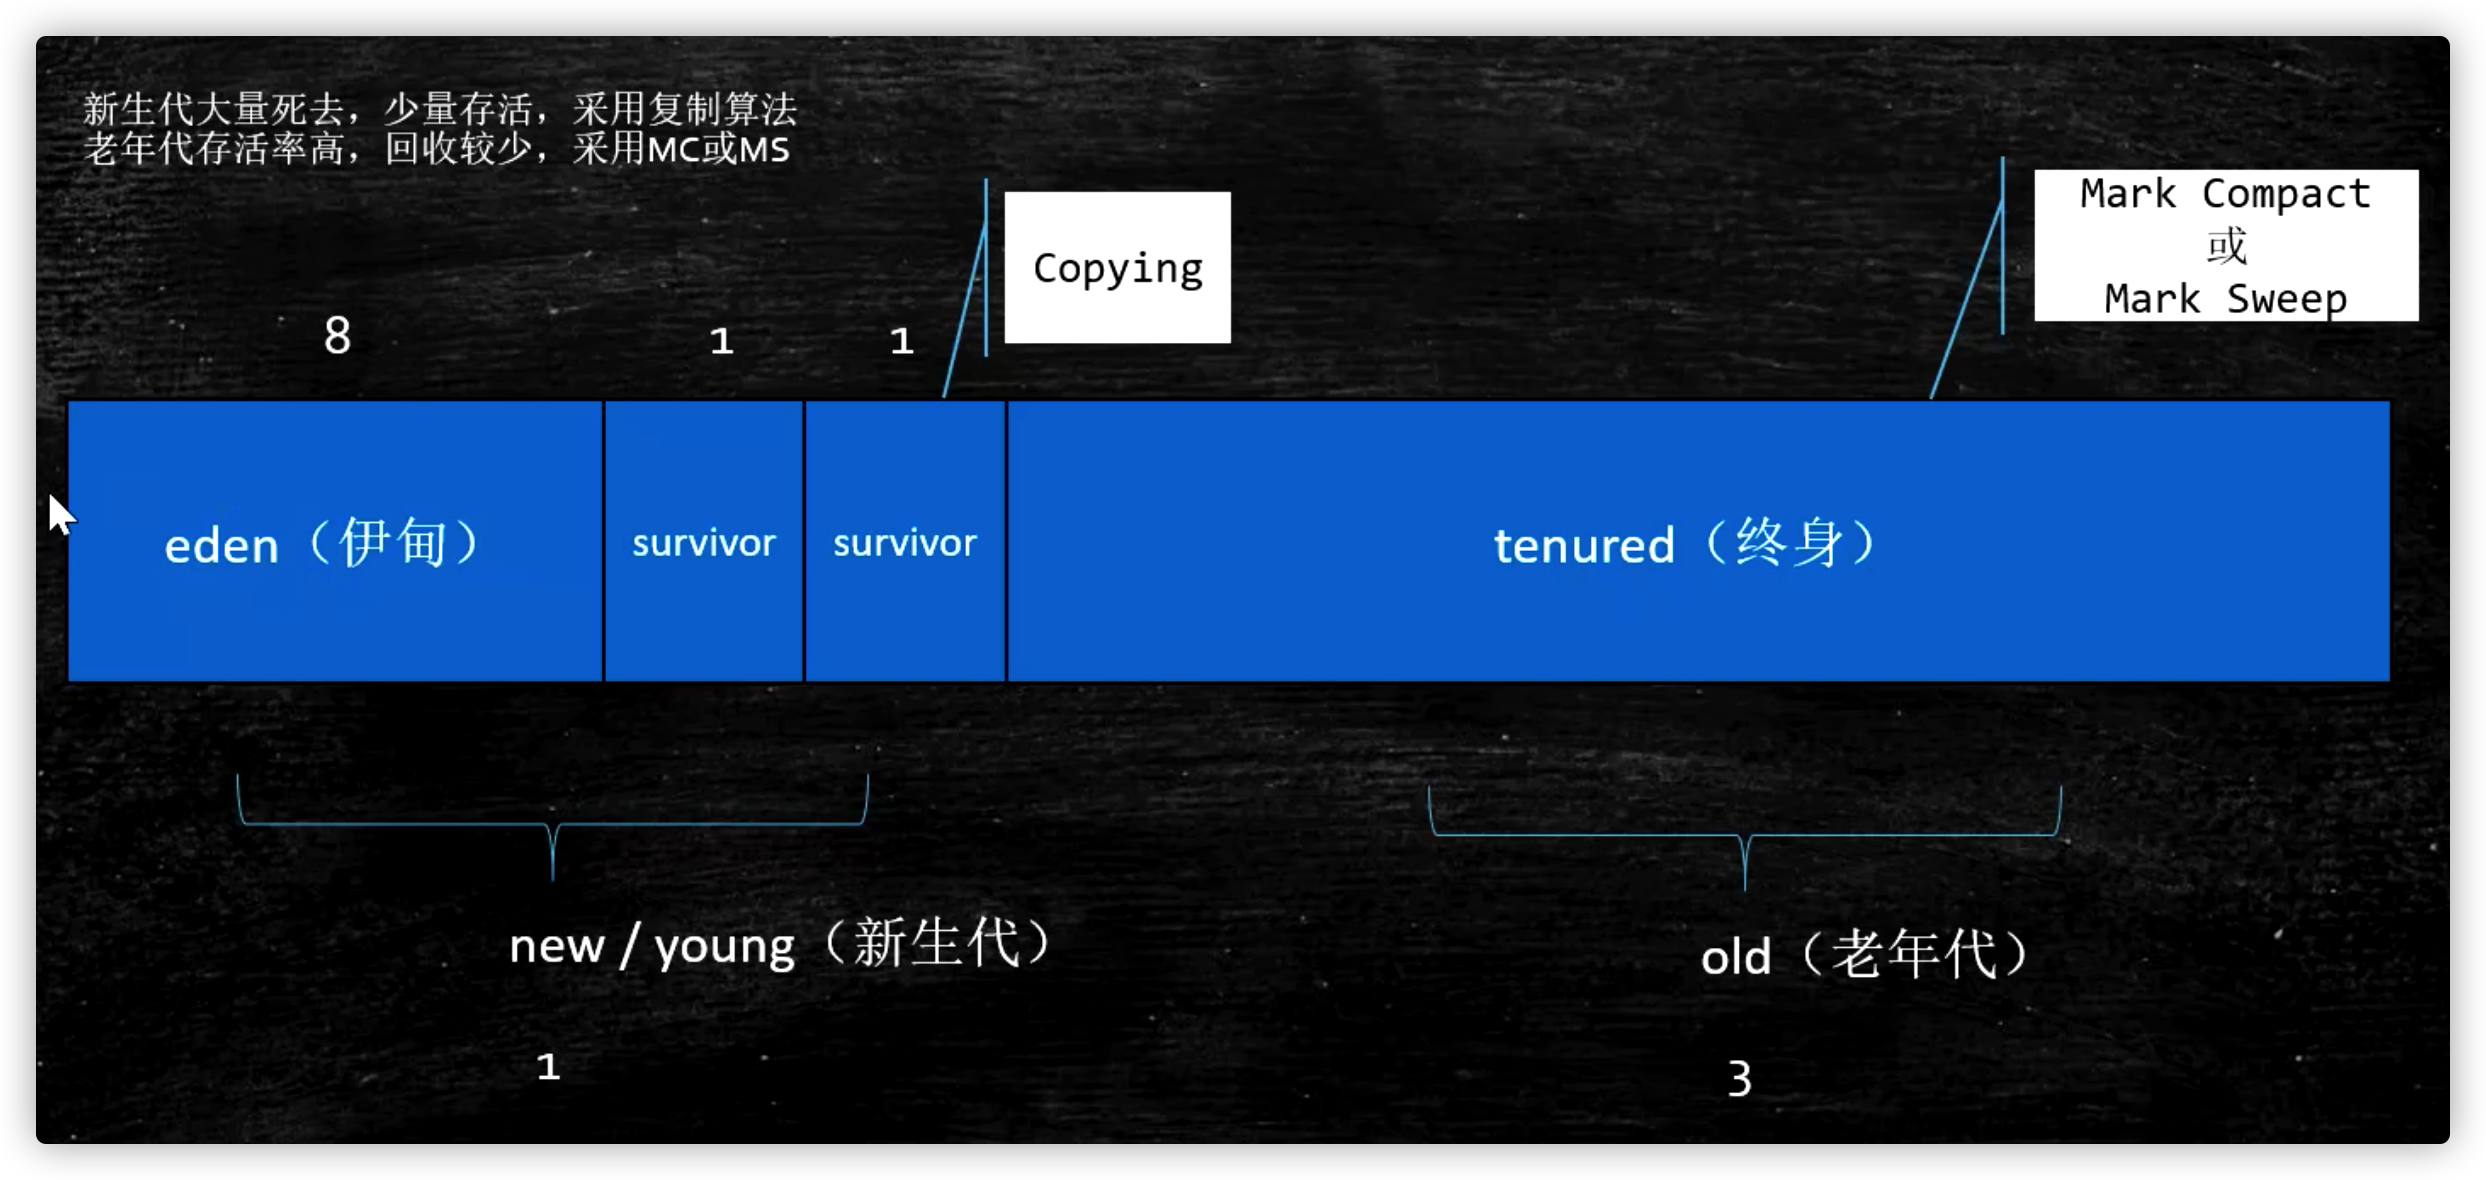 新生代大量死去，少量存活，采用复制算法
老年代存活率高，回收较少，采用MC或MS
Copying
Mark Compact
或
Mark Sweep
8
1
1
eden（伊甸）
survivor
survivor
tenured（终身）
new / young（新生代）
old（老年代）
1
3